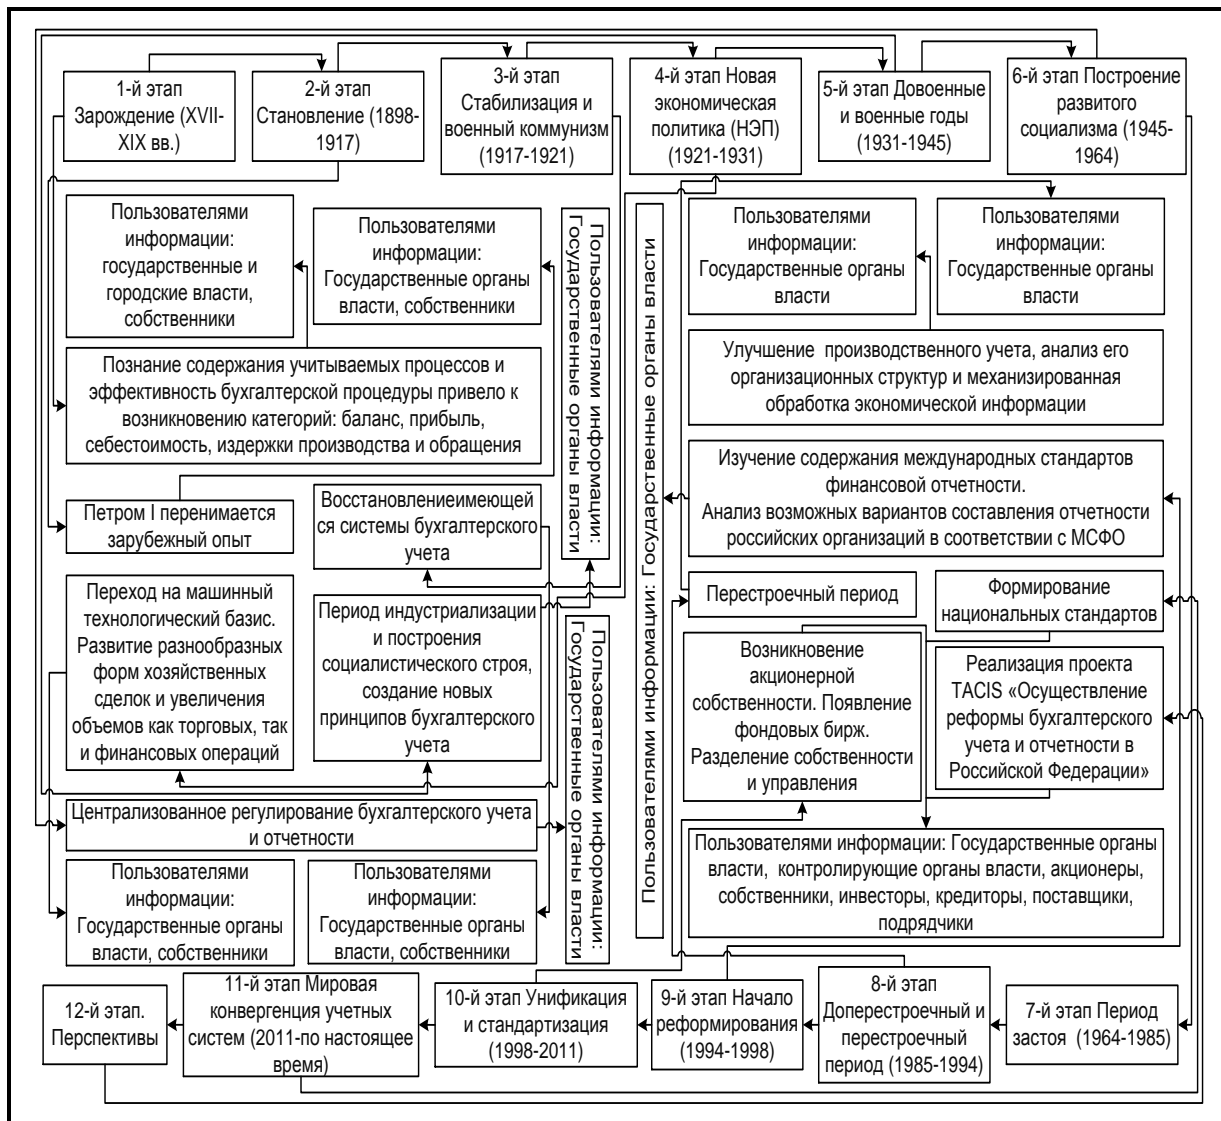 1-й этап
Зарождение (XVII-
XIX вв.)
2-й этап
Становление (1898-
1917)
3-й этап
Стабилизация и
военный коммунизм
(1917-1921)
4-й этап Новая
экономическая
политика (НЭП)
(1921-1931)
5-й этап Довоенные
и военные годы
(1931-1945)
6-й этап Построение
развитого
социализма (1945-
1964)
Пользователями
информации:
государственные и
городские власти,
собственники
Пользователями
информации:
Государственные органы
власти, собственники
Пользователями информации:
Государственные органы власти
Пользователями информации: Государственные органы власти
Пользователями
информации:
Государственные органы
власти
Пользователями
информации:
Государственные органы
власти
Познание содержания учитываемых процессов и
эффективность бухгалтерской процедуры привело к
возникновению категорий: баланс, прибыль,
себестоимость, издержки производства и обращения
Улучшение производственного учета, анализ его
организационных структур и механизированная
обработка экономической информации
Петром I перенимается
зарубежный опыт
Восстановлениеимеющей
ся системы бухгалтерского
учета
Изучение содержания международных стандартов
финансовой отчетности.
Анализ возможных вариантов составления отчетности
российских организаций в соответствии с МСФО
Переход на машинный
технологический базис.
Развитие разнообразных
форм хозяйственных
сделок и увеличения
объемов как торговых, так
и финансовых операций
Период индустриализации
и построения
социалистического строя,
создание новых
принципов бухгалтерского
учета
Пользователями информации:
Государственные органы власти
Перестроечный период
Формирование
национальных стандартов
Возникновение
акционерной
собственности. Появление
фондовых бирж.
Разделение собственности
и управления
Реализация проекта
TACIS «Осуществление
реформы бухгалтерского
учета и отчетности в
Российской Федерации»
Централизованное регулирование бухгалтерского учета
и отчетности
Пользователями информации: Государственные органы
власти, контролирующие органы власти, акционеры,
собственники, инвесторы, кредиторы, поставщики,
подрядчики
Пользователями
информации:
Государственные органы
власти, собственники
Пользователями
информации:
Государственные органы
власти, собственники
12-й этап.
Перспективы
11-й этап Мировая
конвергенция учетных
систем (2011-по настоящее
время)
10-й этап Унификация
и стандартизация
(1998-2011)
9-й этап Начало
реформирования
(1994-1998)
8-й этап
Доперестроечный и
перестроечный
период (1985-1994)
7-й этап Период
застоя (1964-1985)